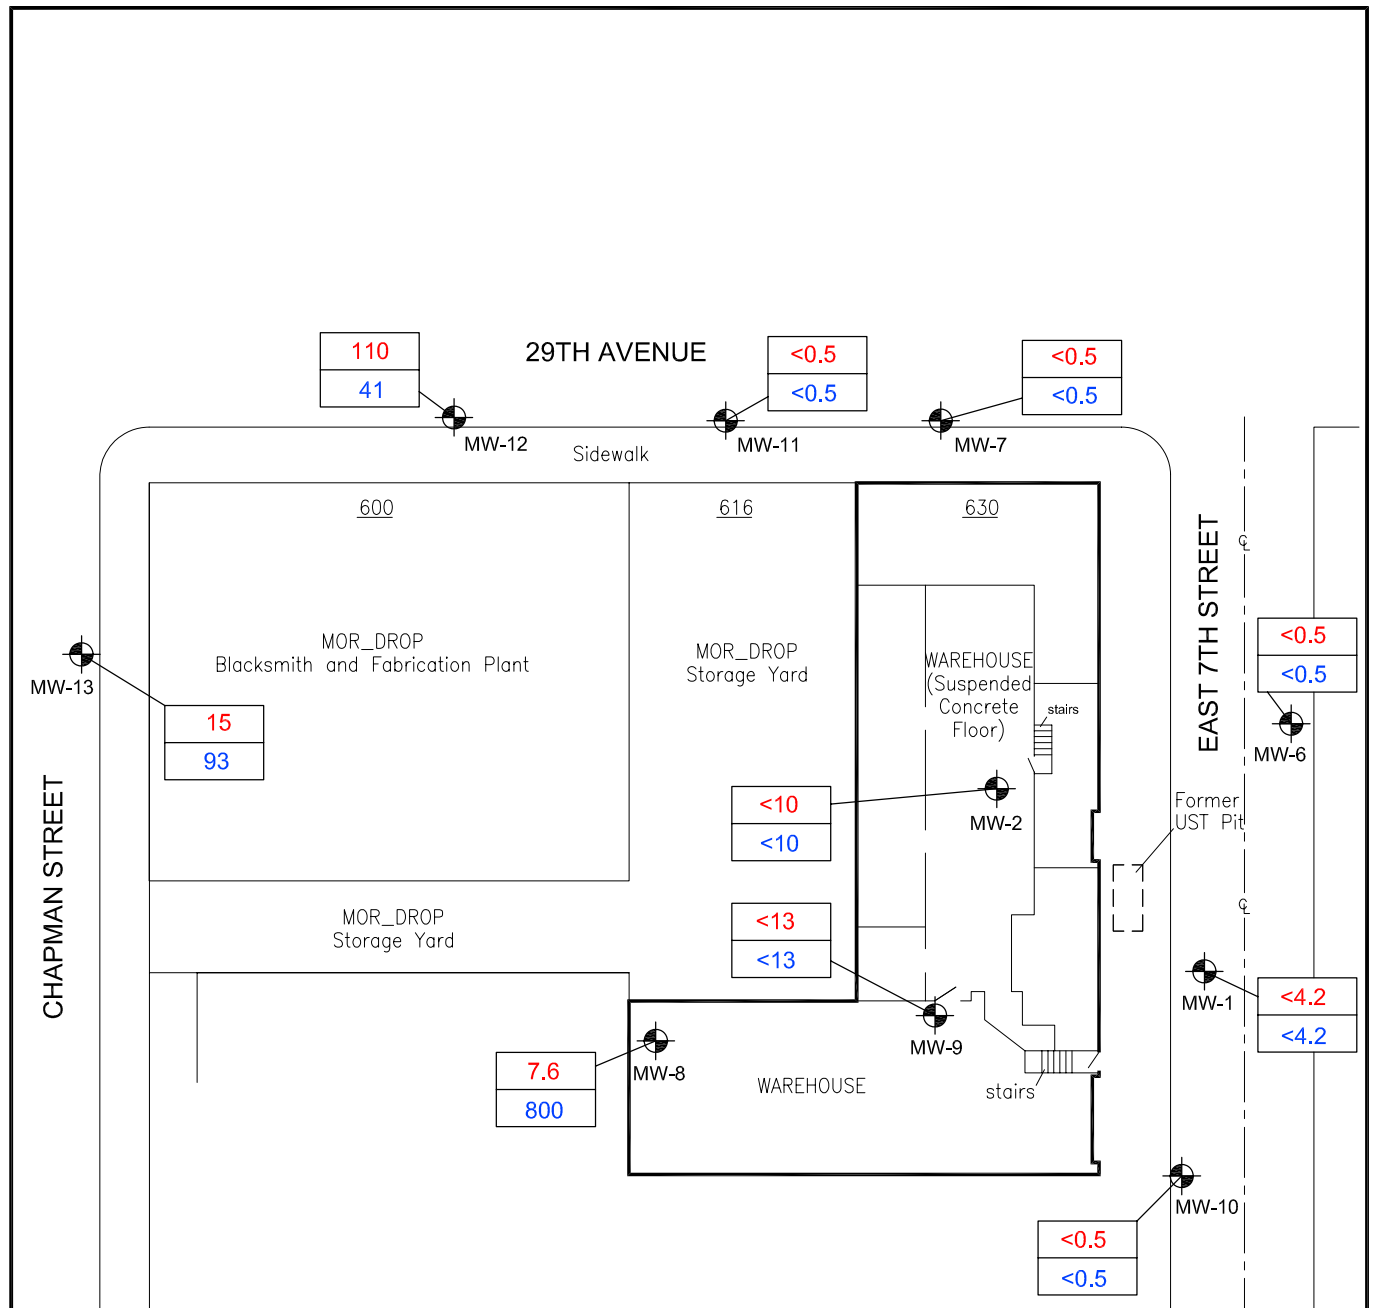 110
41
29TH AVENUE
<0.5
<0.5
<0.5
<0.5
MW-12
MW-11
MW-7
Sidewalk
600
616
630
EAST 7TH STREET
℄
MOR_DROP
Blacksmith and Fabrication Plant
MOR_DROP
Storage Yard
WAREHOUSE
(Suspended
Concrete
Floor)
stairs
<0.5
<0.5
MW-6
MW-13
15
93
CHAPMAN STREET
<10
<10
MW-2
Former
UST Pit
MOR_DROP
Storage Yard
<13
<13
℄
MW-1
<4.2
<4.2
MW-9
MW-8
7.6
800
WAREHOUSE
stairs
MW-10
<0.5
<0.5